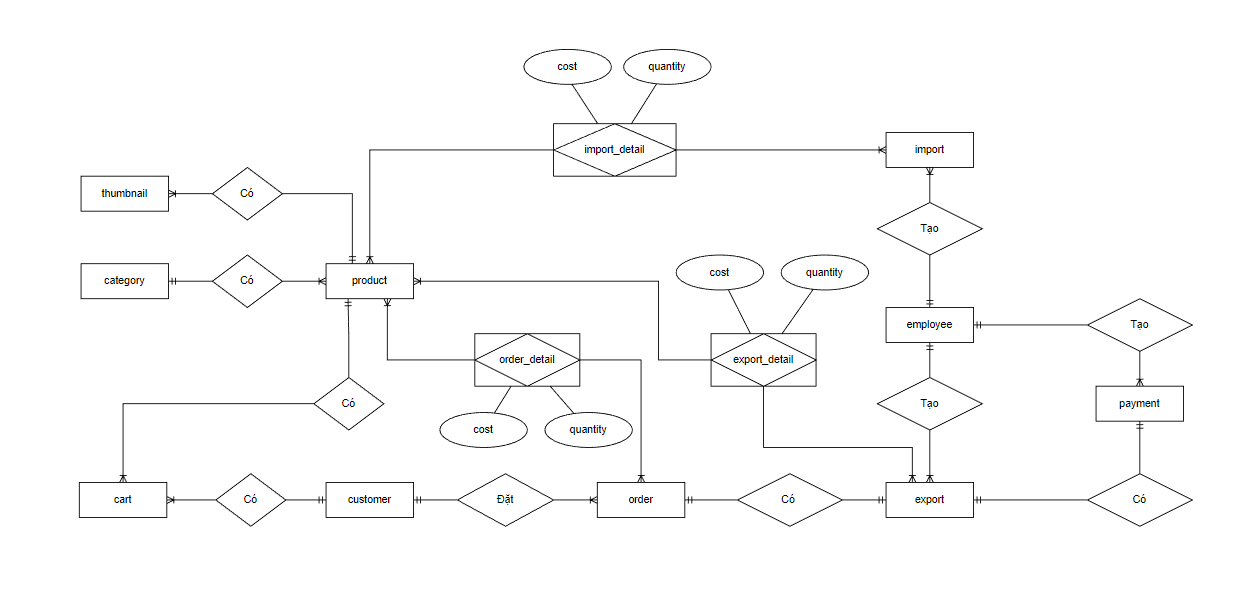 cost
quantity
import_detail
import
thumbnail
Có
Tạo
category
Có
product
cost
quantity
employee
Tạo
order_detail
export_detail
Có
Tạo
payment
cost
quantity
cart
Có
customer
Đặt
order
Có
export
Có